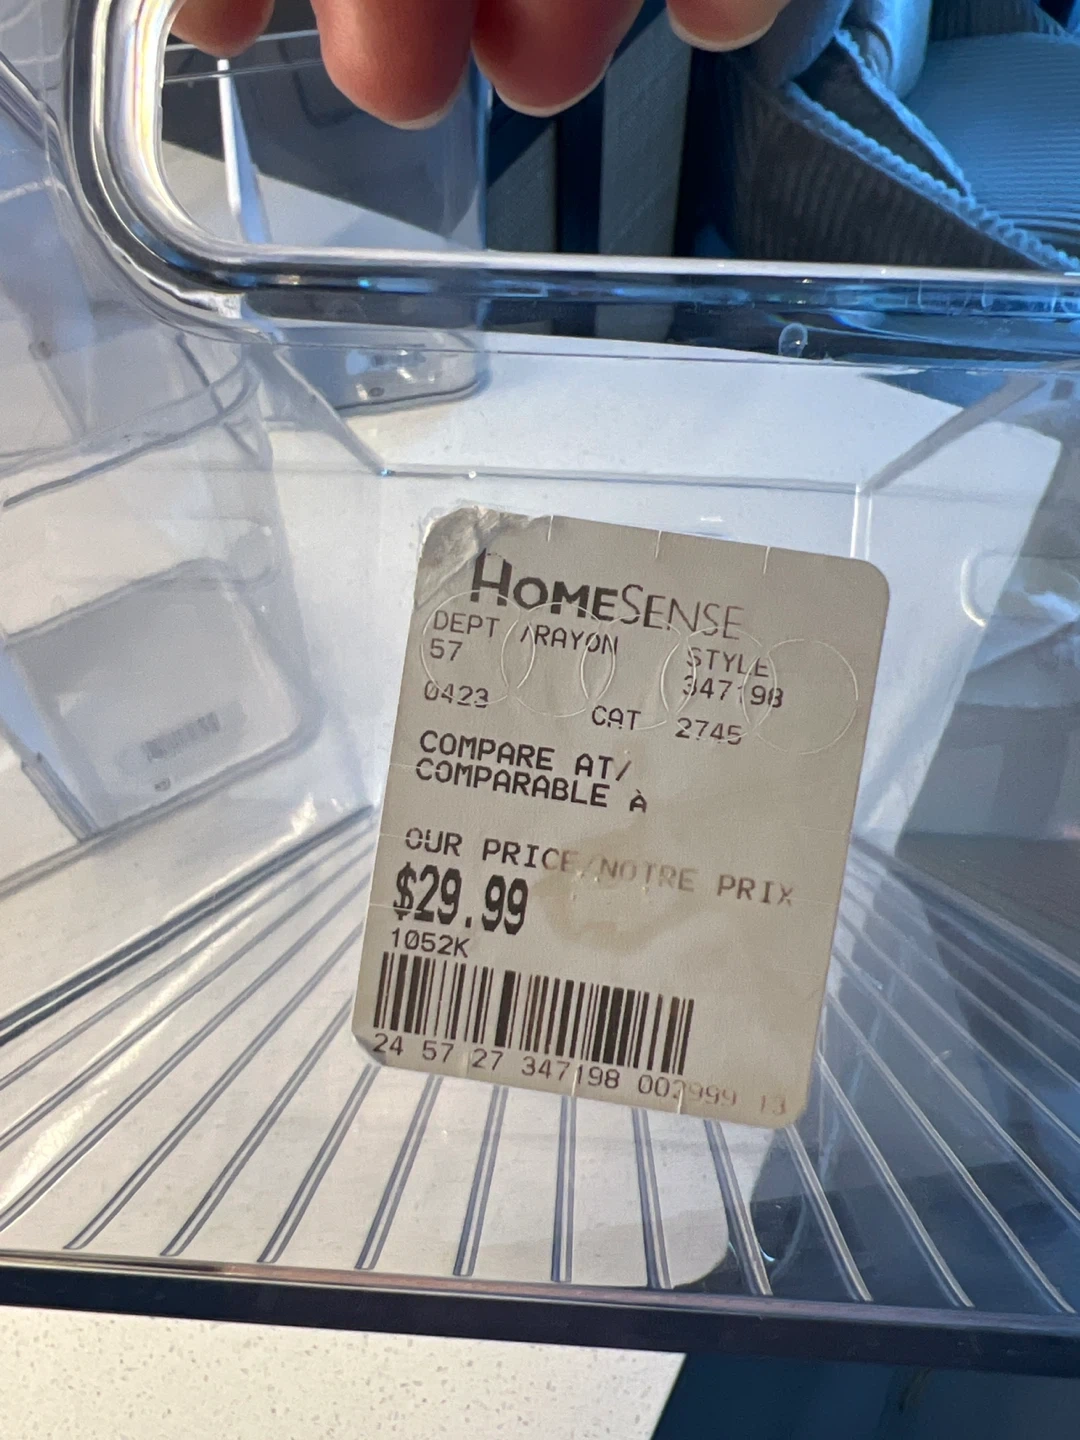 HOMESENSE
DEPT /RAYON STYLE
57 347198
0423 CAT 2745
COMPARE AT/
COMPARABLE À
OUR PRICE/NOTRE PRIX
$29.99
1052K
24 57 27 347198 002999 13